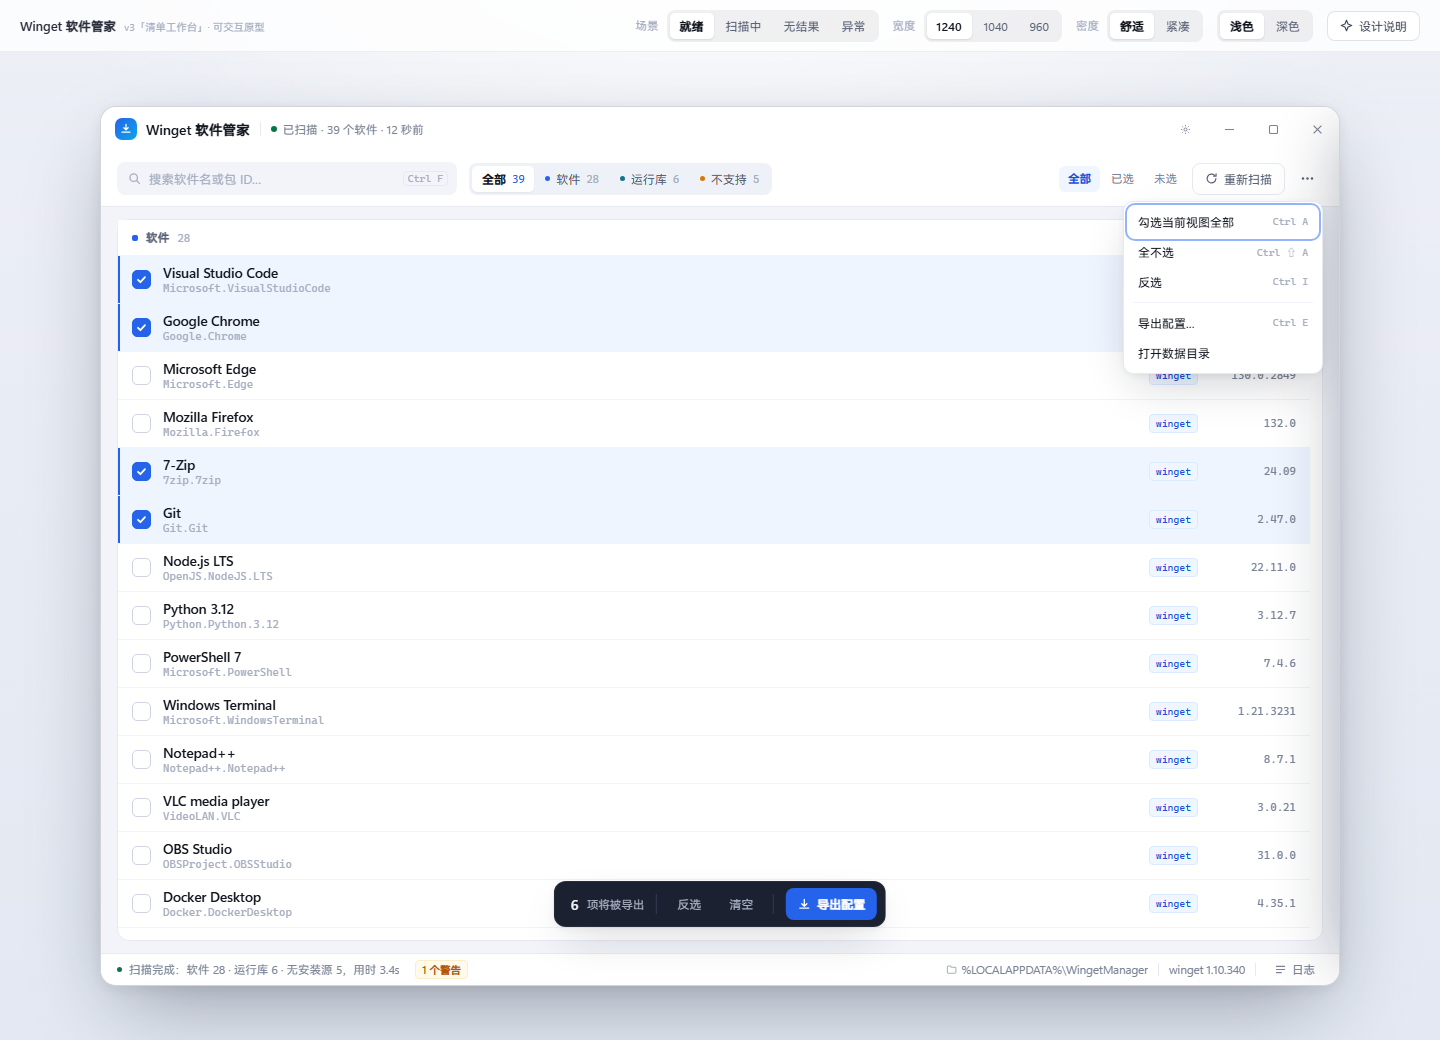 Winget 软件管家 v3「清单工作台」· 可交互原型
场景 就绪 扫描中 无结果 异常 宽度 1240 1040 960 密度 舒适 紧凑 浅色 深色 设计说明
Winget 软件管家 已扫描 · 39 个软件 · 12 秒前
搜索软件名或包 ID... Ctrl F 全部 39 软件 28 运行库 6 不支持 5 全部 已选 未选 重新扫描
勾选当前视图全部 Ctrl A
全不选 Ctrl ⇧ A
反选 Ctrl I
导出配置... Ctrl E
打开数据目录
软件 28
Visual Studio Code
Microsoft.VisualStudioCode
Google Chrome
Google.Chrome
Microsoft Edge
Microsoft.Edge
winget 130.0.2849
Mozilla Firefox
Mozilla.Firefox
winget 132.0
7-Zip
7zip.7zip
winget 24.09
Git
Git.Git
winget 2.47.0
Node.js LTS
OpenJS.NodeJS.LTS
winget 22.11.0
Python 3.12
Python.Python.3.12
winget 3.12.7
PowerShell 7
Microsoft.PowerShell
winget 7.4.6
Windows Terminal
Microsoft.WindowsTerminal
winget 1.21.3231
Notepad++
Notepad++.Notepad++
winget 8.7.1
VLC media player
VideoLAN.VLC
winget 3.0.21
OBS Studio
OBSProject.OBSStudio
winget 31.0.0
Docker Desktop
Docker.DockerDesktop
winget 4.35.1
6 项将被导出 反选 清空 导出配置
扫描完成：软件 28 · 运行库 6 · 无安装源 5，用时 3.4s 1 个警告 %LOCALAPPDATA%\WingetManager winget 1.10.340 日志